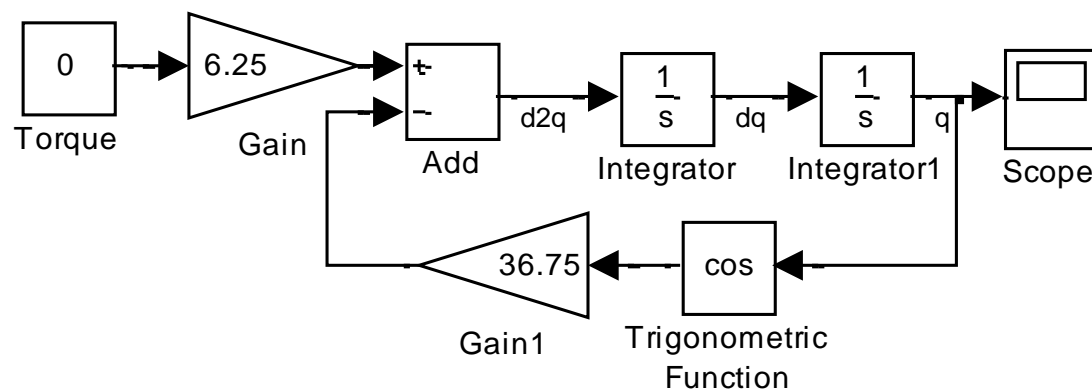 0
Torque
6.25
Gain
+
-
Add
d2q
1
s
Integrator
dq
1
s
Integrator1
q
Scope
36.75
Gain1
cos
Trigonometric
Function